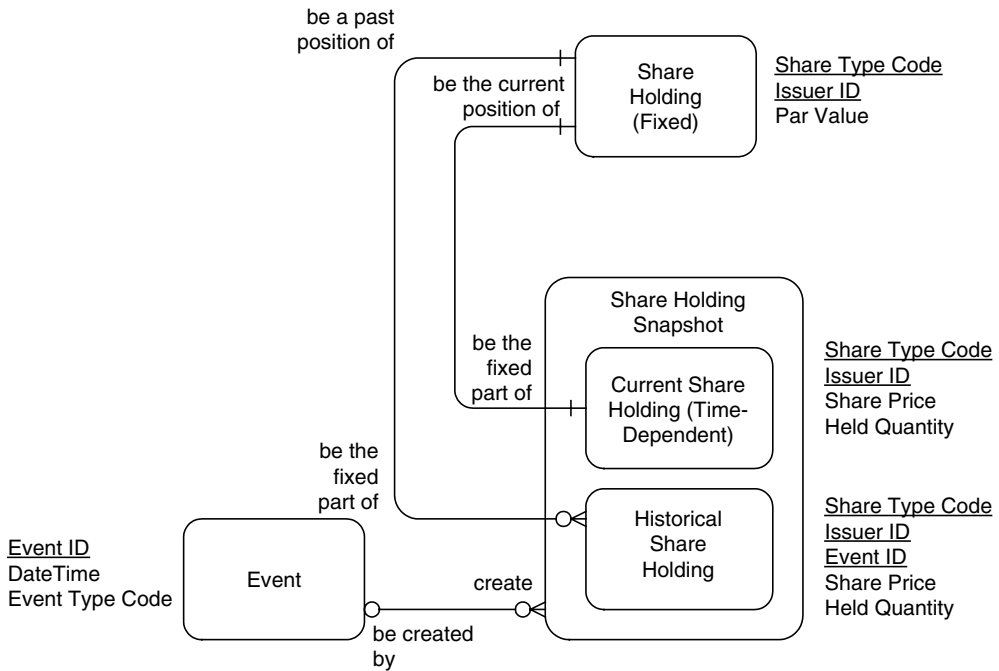 be a past
position of
Share
Holding
(Fixed)
Share Type Code
Issuer ID
Par Value
be the current
position of
Share Holding
Snapshot
be the
fixed
part of
Current Share
Holding (Time-
Dependent)
Share Type Code
Issuer ID
Share Price
Held Quantity
be the
fixed
part of
Historical
Share
Holding
Share Type Code
Issuer ID
Event ID
Share Price
Held Quantity
Event ID
DateTime
Event Type Code
Event
create
be created
by